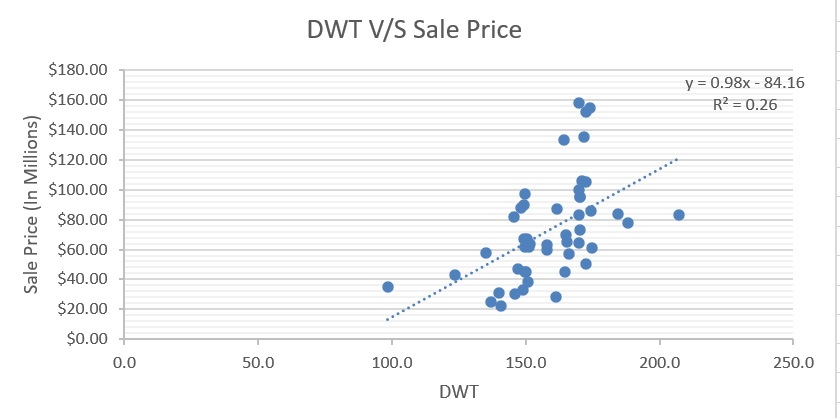 DWT V/S Sale Price
y = 0.98x - 84.16
R² = 0.26
Sale Price (In Millions)
$180.00
$160.00
$140.00
$120.00
$100.00
$80.00
$60.00
$40.00
$20.00
$0.00
0.0 50.0 100.0 150.0 200.0 250.0
DWT